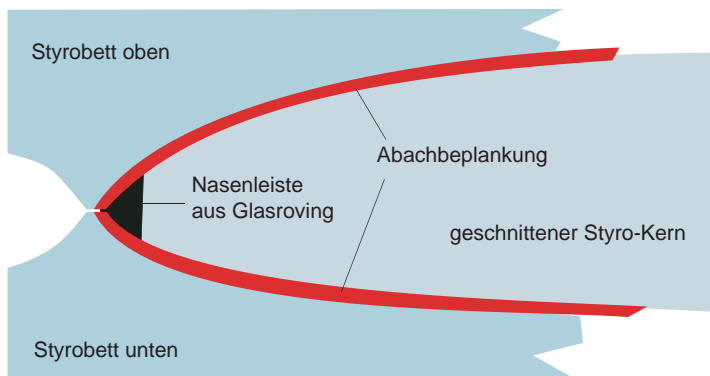 Styrobett oben
Abachbeplankung
Nasenleiste
aus Glasroving
geschnittener Styro-Kern
Styrobett unten